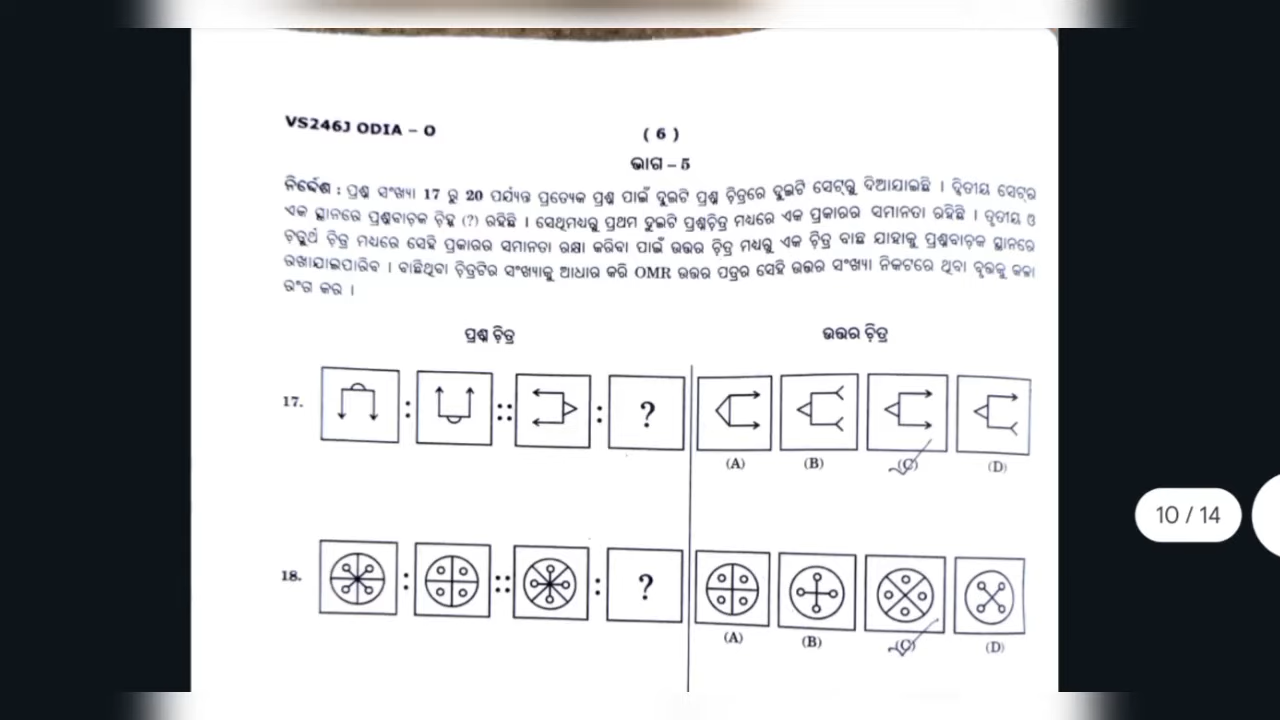 VS246J ODIA – O
( 6 )
ଭାଗ – 5
ନିର୍ଦ୍ଦେଶ : ପ୍ରଶ୍ନ ସଂଖ୍ୟା 17 ରୁ 20 ପର୍ଯ୍ୟନ୍ତ ପ୍ରତ୍ୟେକ ପ୍ରଶ୍ନ ପାଇଁ ଦୁଇଟି ପ୍ରଶ୍ନ ଚିତ୍ରରେ ଦୁଇଟି ସେଟ୍‌ରୁ ଦିଆଯାଇଛି । ଦ୍ୱିତୀୟ ସେଟ୍‌ର
ଏକ ସ୍ଥାନରେ ପ୍ରଶ୍ନବାଚକ ଚିହ୍ନ (?) ରହିଛି । ସେଥିମଧ୍ୟରୁ ପ୍ରଥମ ଦୁଇଟି ପ୍ରଶ୍ନଚିତ୍ର ମଧ୍ୟରେ ଏକ ପ୍ରକାରର ସମାନତା ରହିଛି । ତୃତୀୟ ଓ
ଚତୁର୍ଥ ଚିତ୍ର ମଧ୍ୟରେ ସେହି ପ୍ରକାରର ସମାନତା ରକ୍ଷା କରିବା ପାଇଁ ଉତ୍ତର ଚିତ୍ର ମଧ୍ୟରୁ ଏକ ଚିତ୍ର ବାଛ ଯାହାକୁ ପ୍ରଶ୍ନବାଚକ ସ୍ଥାନରେ
ରଖାଯାଇପାରିବ । ବାଛିଥିବା ଚିତ୍ରଟିର ସଂଖ୍ୟାକୁ ଆଧାର କରି OMR ଉତ୍ତର ପତ୍ରର ସେହି ଉତ୍ତର ସଂଖ୍ୟା ନିକଟରେ ଥିବା ବୃତ୍ତକୁ କଳା
ରଂଗ କର ।
ପ୍ରଶ୍ନ ଚିତ୍ର
ଉତ୍ତର ଚିତ୍ର
17. : :: : ?
(A) (B) (C) (D)
18. : :: : ?
(A) (B) (C) (D)
10 / 14